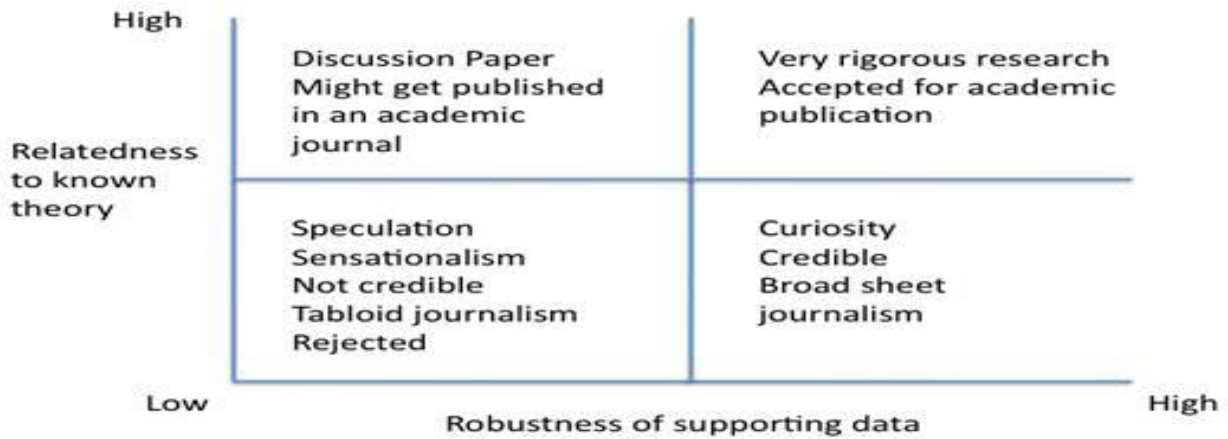 High
Discussion Paper
Might get published
in an academic
journal
Very rigorous research
Accepted for academic
publication
Relatedness
to known
theory
Speculation
Sensationalism
Not credible
Tabloid journalism
Rejected
Curiosity
Credible
Broad sheet
journalism
Low
High
Robustness of supporting data